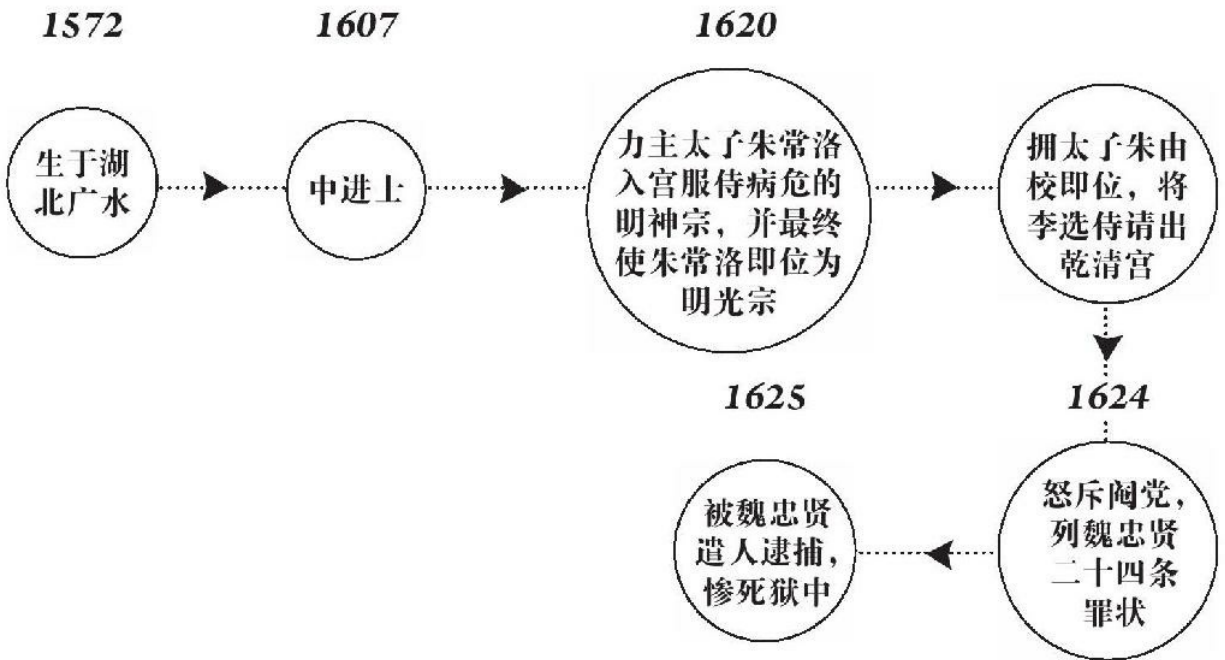 1572
1607
1620
生于湖
北广水
中进士
力主太子朱常洛
入宫服侍病危的
明神宗，并最终
使朱常洛即位为
明光宗
拥太子朱由
校即位，将
李选侍请出
乾清宫
1624
怒斥阉党，
列魏忠贤
二十四条
罪状
1625
被魏忠贤
遣人逮捕，
惨死狱中